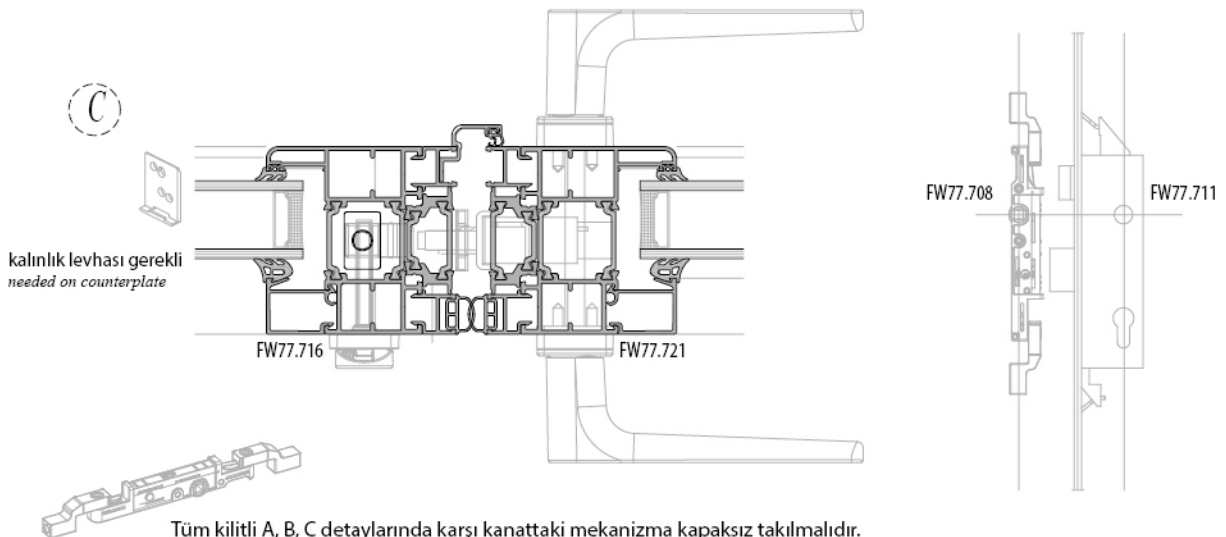 C
FW77.708
FW77.711
kalınlık levhası gerekli
needed on counterplate
FW77.716
FW77.721
Tüm kilitli A, B, C detaylarında karşı kanattaki mekanizma kapaksız takılmalıdır.